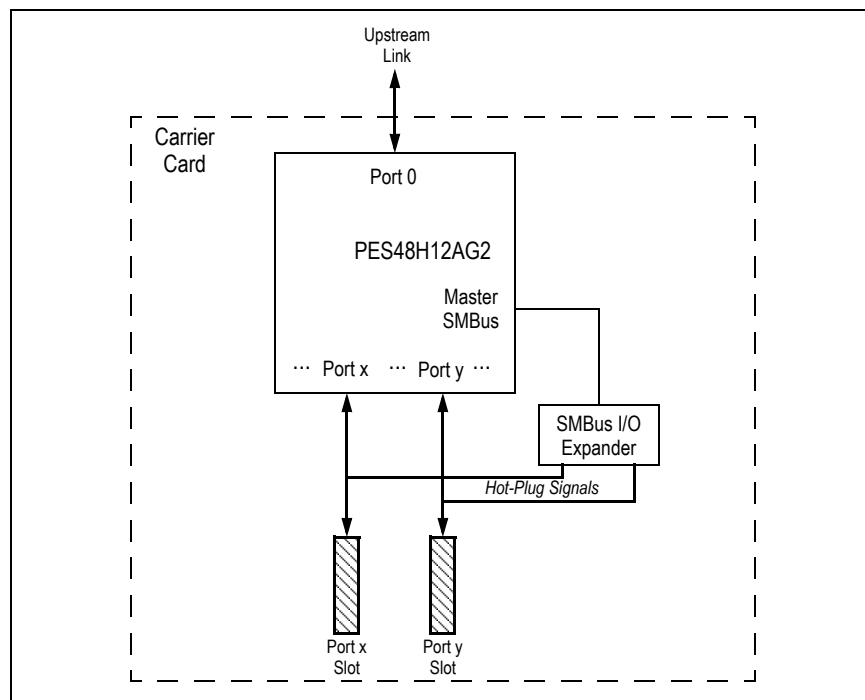 Upstream
Link
Carrier
Card
Port 0
PES48H12AG2
Master
SMBus
... Port x ... Port y ...
SMBus I/O
Expander
Hot-Plug Signals
Port x
Slot
Port y
Slot